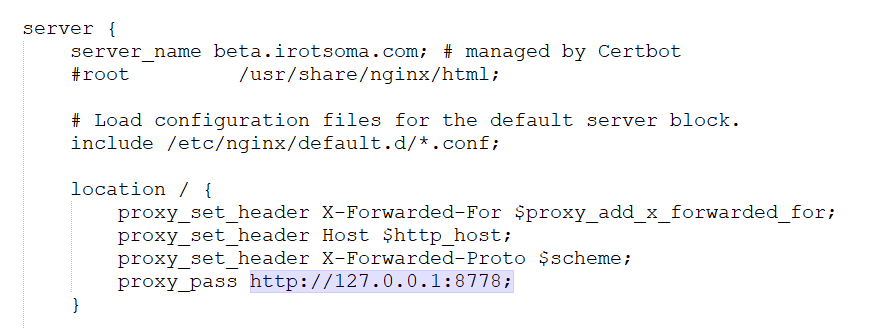 server {
server_name beta.irotsoma.com; # managed by Certbot
#root         /usr/share/nginx/html;
# Load configuration files for the default server block.
include /etc/nginx/default.d/*.conf;
location / {
proxy_set_header X-Forwarded-For $proxy_add_x_forwarded_for;
proxy_set_header Host $http_host;
proxy_set_header X-Forwarded-Proto $scheme;
proxy_pass http://127.0.0.1:8778;
}